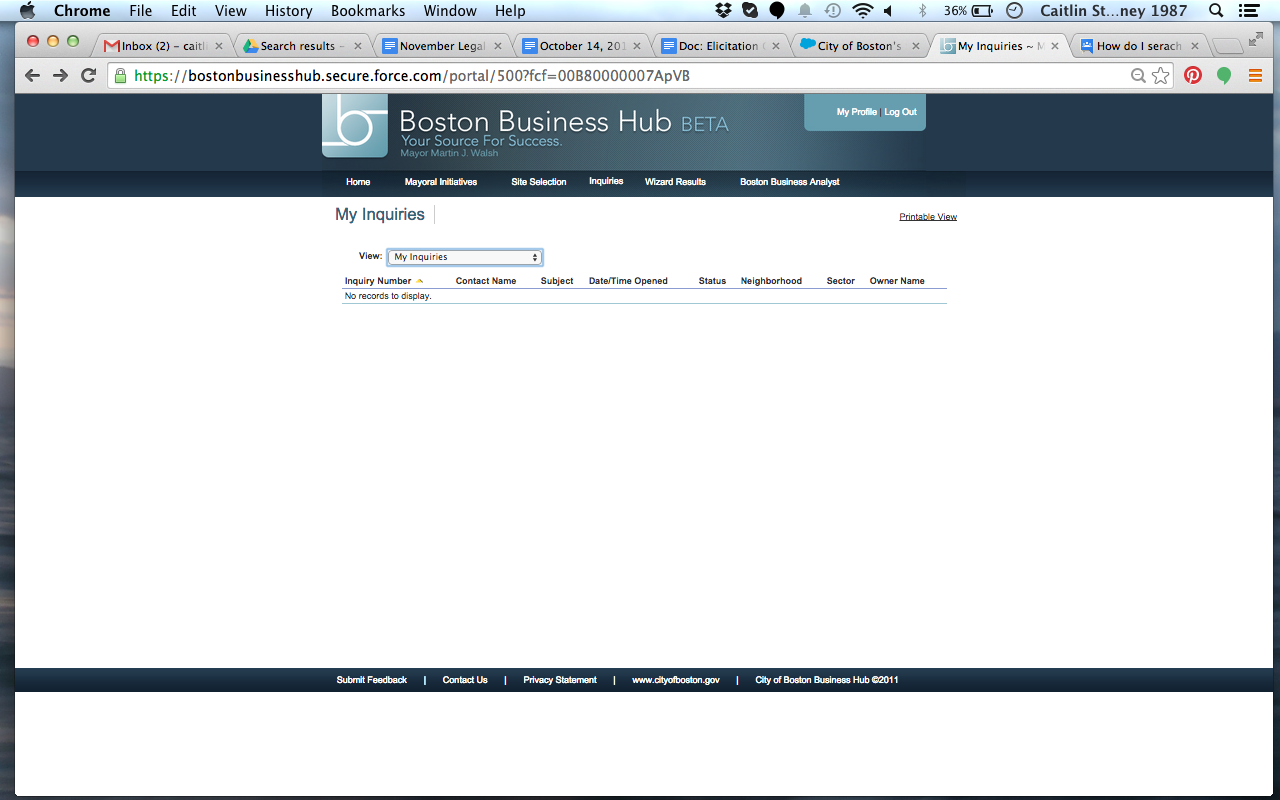 Chrome File Edit View History Bookmarks Window Help 36% Caitlin St...ney 1987
Inbox (2) – caitl Search results – November Legal October 14, 201 Doc: Elicitation City of Boston's My Inquiries ~ M How do I serach
https://bostonbusinesshub.secure.force.com/portal/500?fcf=00B80000007ApVB
My Profile | Log Out
Boston Business Hub BETA
Your Source For Success.
Mayor Martin J. Walsh
Home Mayoral Initiatives Site Selection Inquiries Wizard Results Boston Business Analyst
My Inquiries
Printable View
View: My Inquiries
Inquiry Number Contact Name Subject Date/Time Opened Status Neighborhood Sector Owner Name
No records to display.
Submit Feedback | Contact Us | Privacy Statement | www.cityofboston.gov | City of Boston Business Hub ©2011